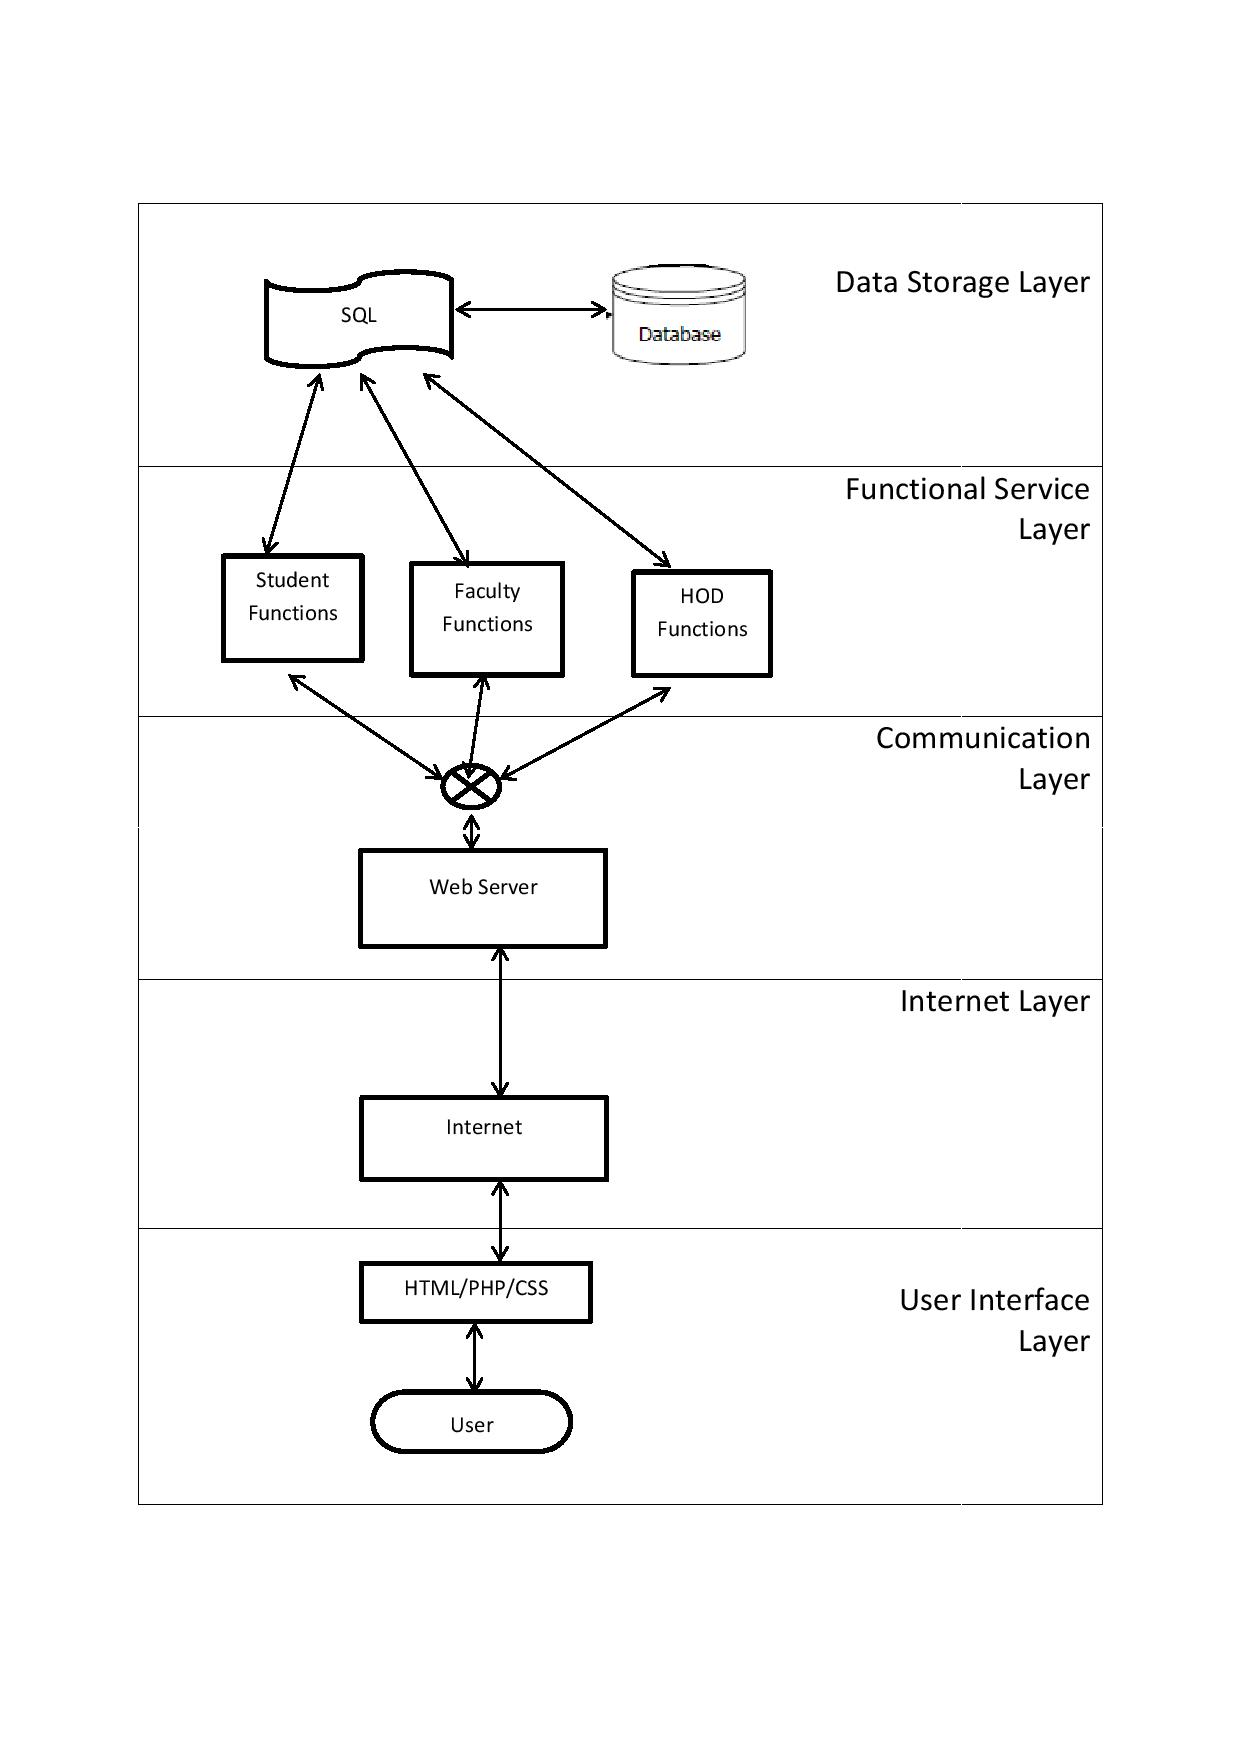 Data Storage Layer
SQL
Database
Functional Service
Layer
Student
Functions
Faculty
Functions
HOD
Functions
Communication
Layer
Web Server
Internet Layer
Internet
HTML/PHP/CSS
User Interface
Layer
User